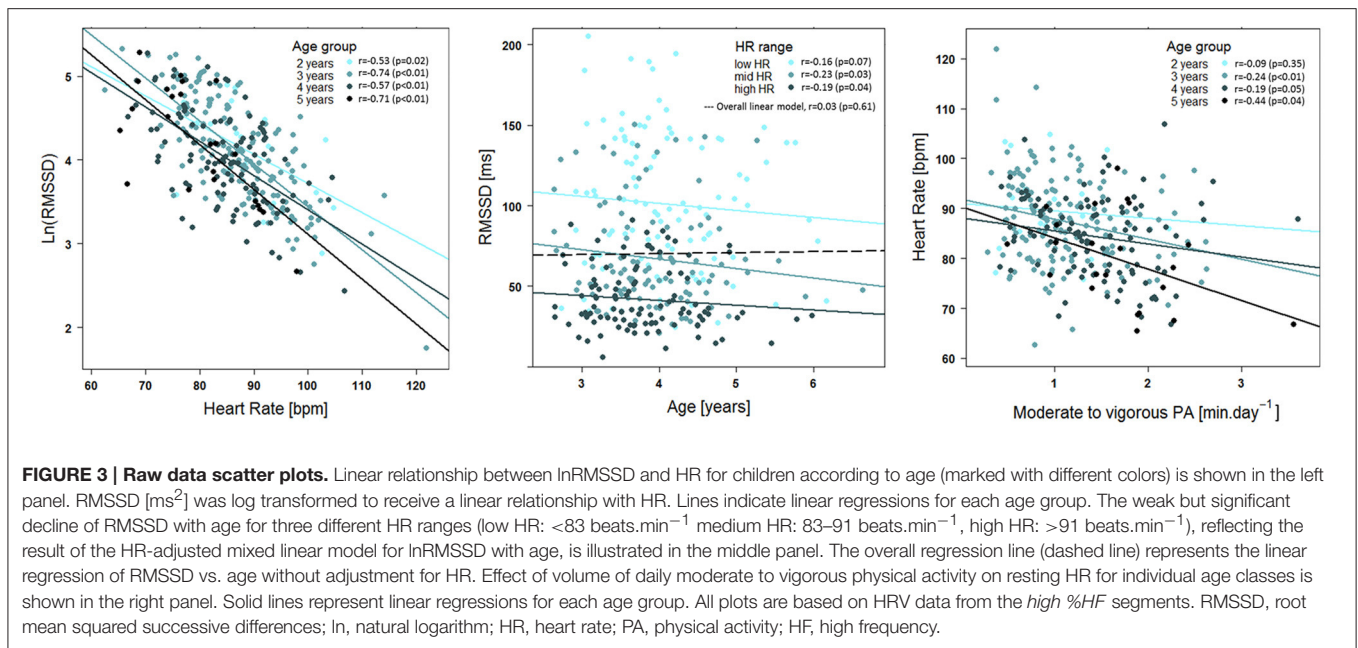 Age group
2 years r=-0.53 (p=0.02)
3 years r=-0.74 (p<0.01)
4 years r=-0.57 (p<0.01)
5 years r=-0.71 (p<0.01)
5
4
3
2
Ln(RMSSD)
60 70 80 90 100 110 120
Heart Rate [bpm]
HR range
low HR r=-0.16 (p=0.07)
mid HR r=-0.23 (p=0.03)
high HR r=-0.19 (p=0.04)
--- Overall linear model, r=0.03 (p=0.61)
200
150
100
50
RMSSD [ms]
3 4 5 6
Age [years]
Age group
2 years r=-0.09 (p=0.35)
3 years r=-0.24 (p<0.01)
4 years r=-0.19 (p=0.05)
5 years r=-0.44 (p=0.04)
120
110
100
90
80
70
60
Heart Rate [bpm]
1 2 3
Moderate to vigorous PA [min.day⁻¹]
FIGURE 3 | Raw data scatter plots. Linear relationship between lnRMSSD and HR for children according to age (marked with different colors) is shown in the left
panel. RMSSD [ms²] was log transformed to receive a linear relationship with HR. Lines indicate linear regressions for each age group. The weak but significant
decline of RMSSD with age for three different HR ranges (low HR: <83 beats.min⁻¹ medium HR: 83–91 beats.min⁻¹, high HR: >91 beats.min⁻¹), reflecting the
result of the HR-adjusted mixed linear model for lnRMSSD with age, is illustrated in the middle panel. The overall regression line (dashed line) represents the linear
regression of RMSSD vs. age without adjustment for HR. Effect of volume of daily moderate to vigorous physical activity on resting HR for individual age classes is
shown in the right panel. Solid lines represent linear regressions for each age group. All plots are based on HRV data from the high %HF segments. RMSSD, root
mean squared successive differences; ln, natural logarithm; HR, heart rate; PA, physical activity; HF, high frequency.